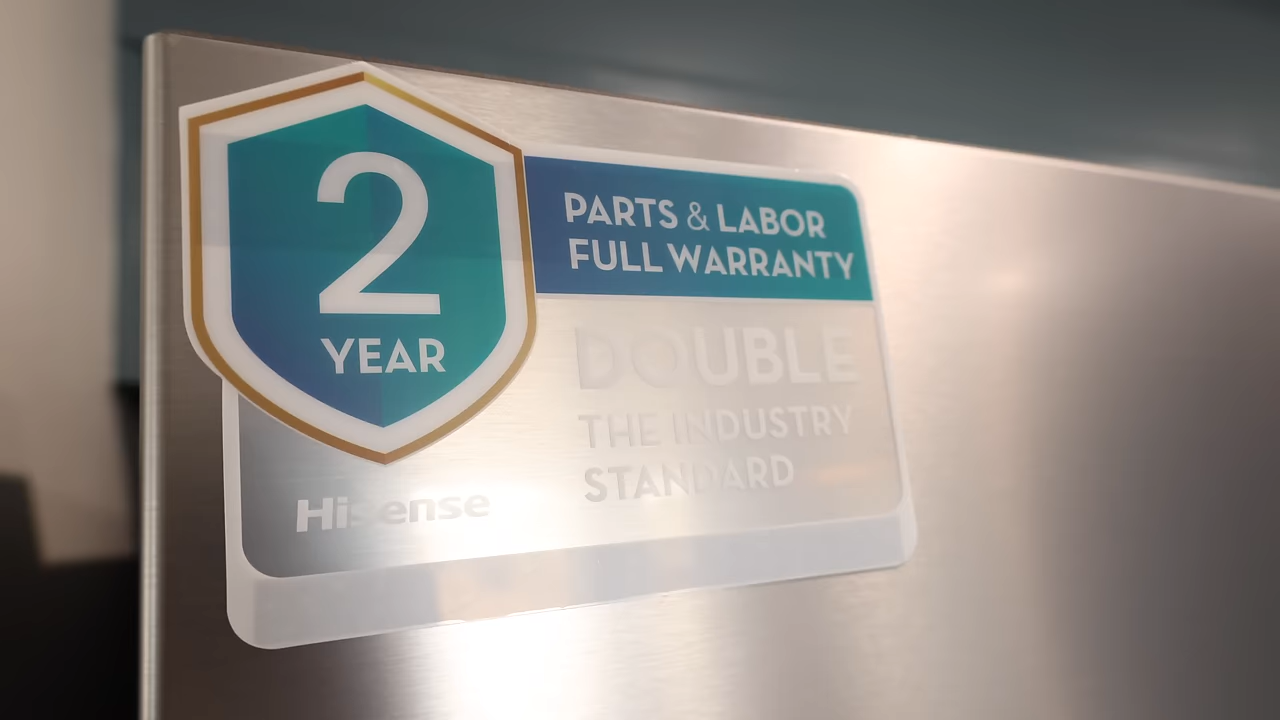 2
YEAR
PARTS & LABOR
FULL WARRANTY
DOUBLE
THE INDUSTRY
STANDARD
Hisense